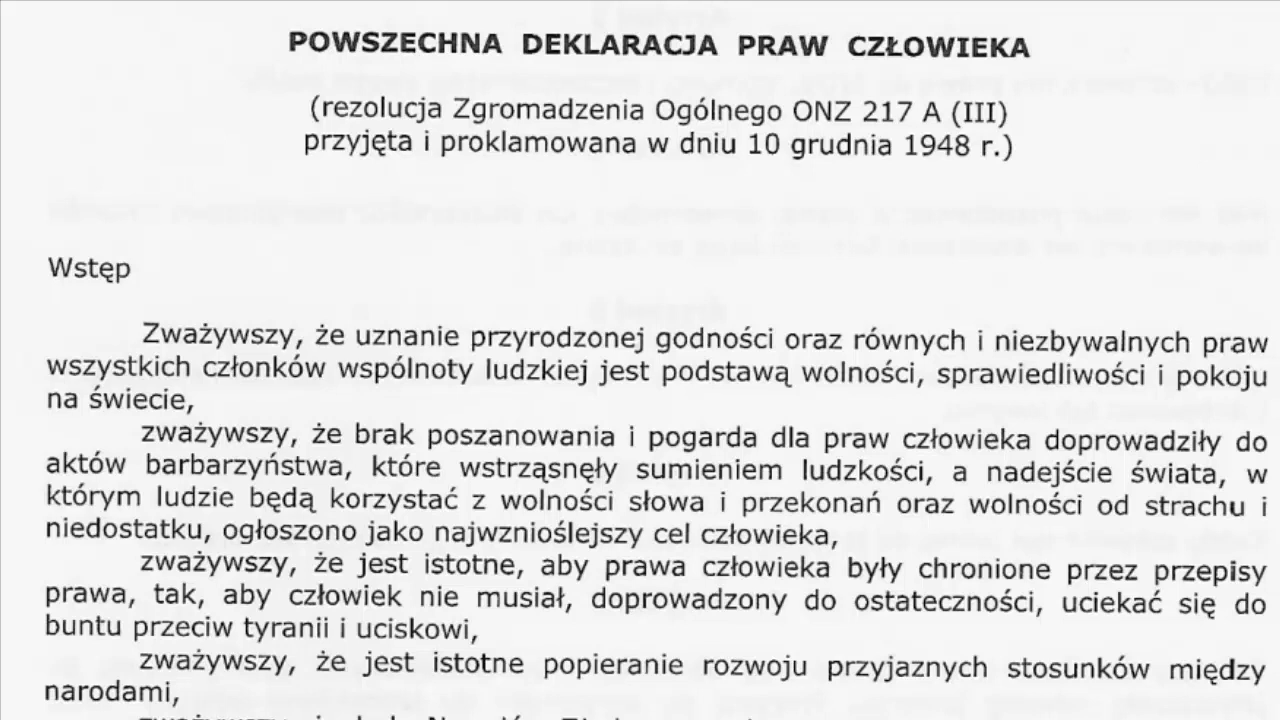 POWSZECHNA DEKLARACJA PRAW CZŁOWIEKA
(rezolucja Zgromadzenia Ogólnego ONZ 217 A (III)
przyjęta i proklamowana w dniu 10 grudnia 1948 r.)
Wstęp
Zważywszy, że uznanie przyrodzonej godności oraz równych i niezbywalnych praw
wszystkich członków wspólnoty ludzkiej jest podstawą wolności, sprawiedliwości i pokoju
na świecie,
zważywszy, że brak poszanowania i pogarda dla praw człowieka doprowadziły do
aktów barbarzyństwa, które wstrząsnęły sumieniem ludzkości, a nadejście świata, w
którym ludzie będą korzystać z wolności słowa i przekonań oraz wolności od strachu i
niedostatku, ogłoszono jako najwznioślejszy cel człowieka,
zważywszy, że jest istotne, aby prawa człowieka były chronione przez przepisy
prawa, tak, aby człowiek nie musiał, doprowadzony do ostateczności, uciekać się do
buntu przeciw tyranii i uciskowi,
zważywszy, że jest istotne popieranie rozwoju przyjaznych stosunków między
narodami,